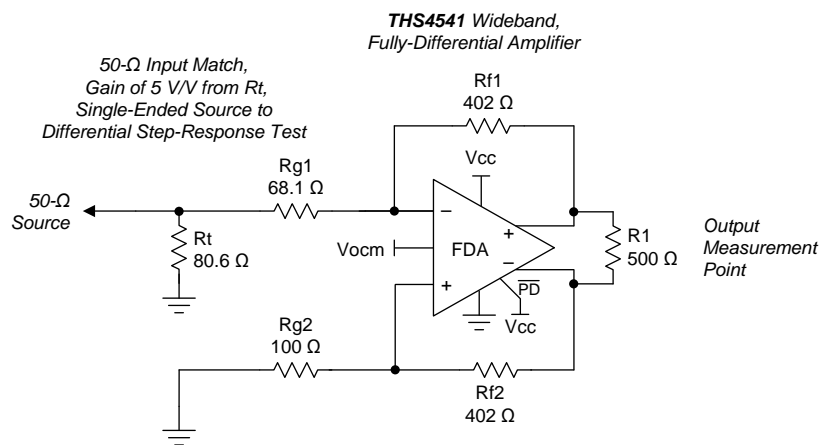 THS4541 Wideband,
Fully-Differential Amplifier
50-Ω Input Match,
Gain of 5 V/V from Rt,
Single-Ended Source to
Differential Step-Response Test
Rf1
402 Ω
Vcc
Rg1
68.1 Ω
50-Ω
Source
Rt
80.6 Ω
−
+
Vocm
FDA
+
−
R1
500 Ω
Output
Measurement
Point
PD
Vcc
Rg2
100 Ω
Rf2
402 Ω